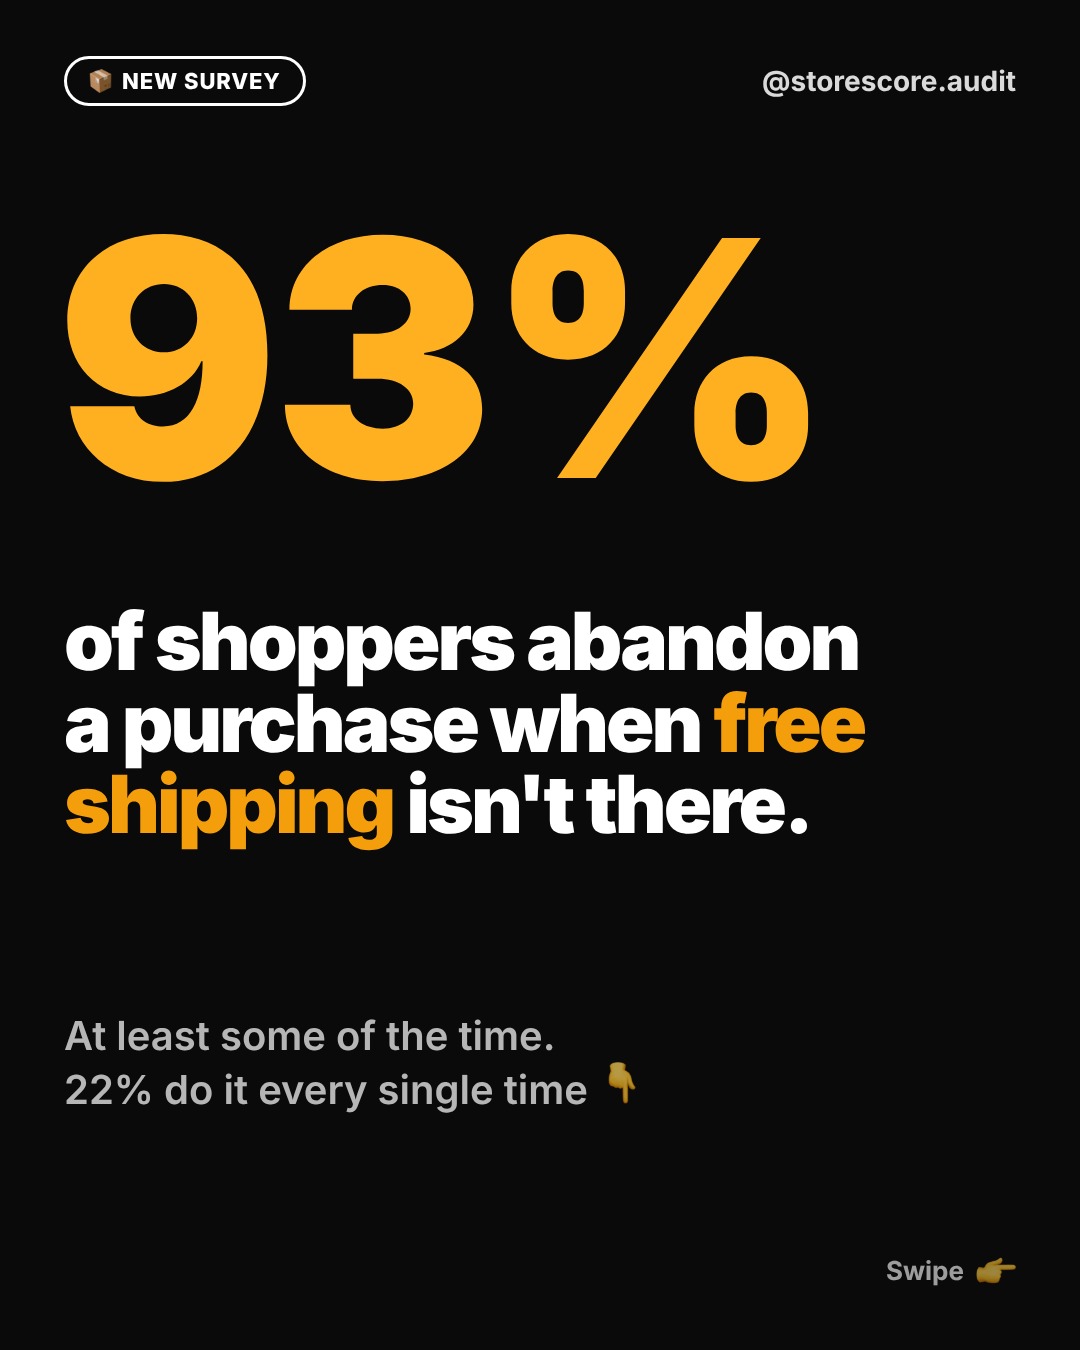 📦 NEW SURVEY
@storescore.audit
93%
of shoppers abandon
a purchase when free
shipping isn't there.
At least some of the time.
22% do it every single time 👇
Swipe 👉